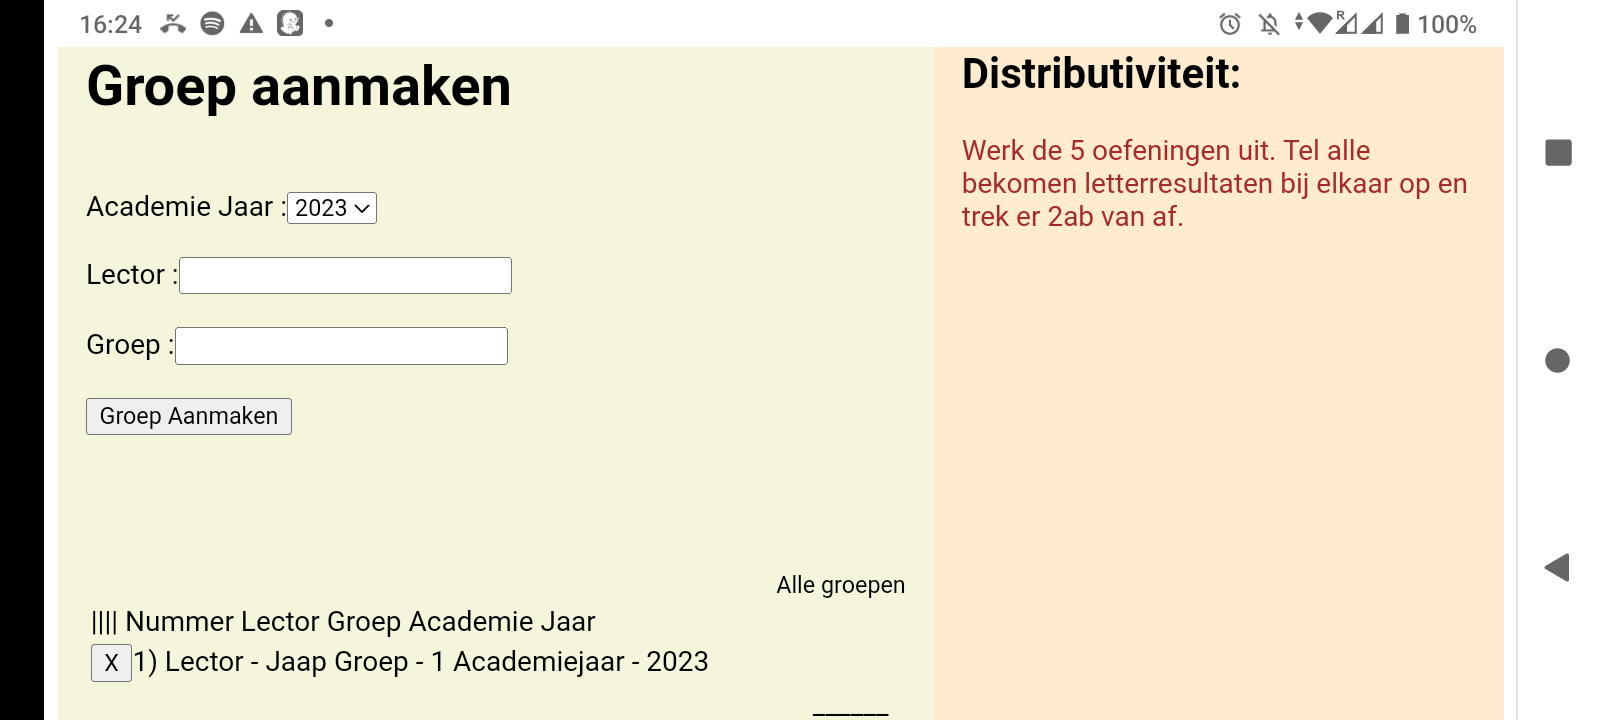 16:24
R
100%
Groep aanmaken
Academie Jaar : 2023
Lector :
Groep :
Groep Aanmaken
Alle groepen
|||| Nummer Lector Groep Academie Jaar
X 1) Lector - Jaap Groep - 1 Academiejaar - 2023
______
Distributiviteit:
Werk de 5 oefeningen uit. Tel alle
bekomen letterresultaten bij elkaar op en
trek er 2ab van af.